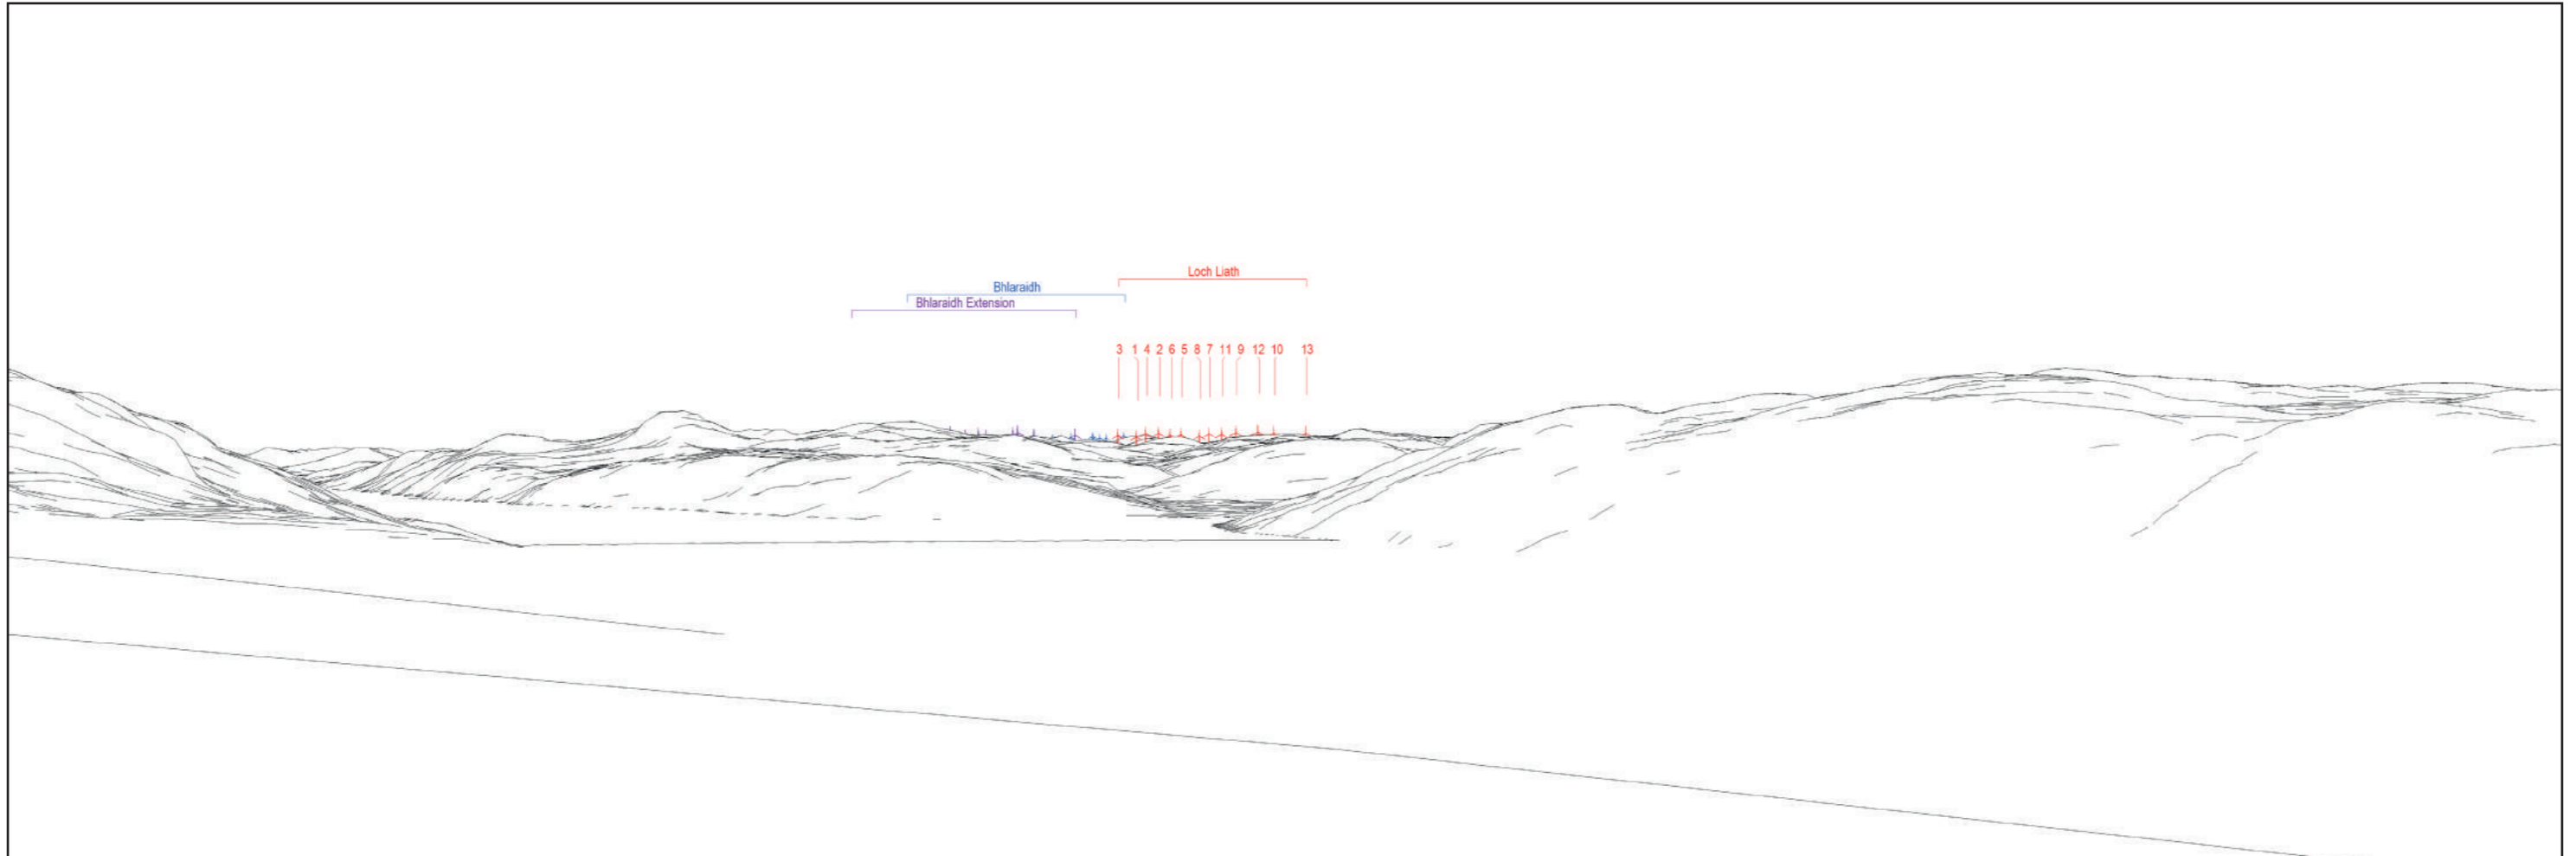 Loch Liath
Bhlaraidh
Bhlaraidh Extension
3 1 4 2 6 5 8 7 11 9 12 10 13